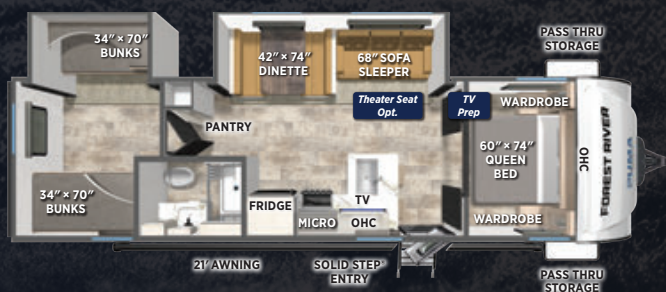 34" × 70"
BUNKS
42" × 74"
DINETTE
68" SOFA
SLEEPER
PASS THRU
STORAGE
Theater Seat
Opt.
TV
Prep
WARDROBE
PANTRY
60" × 74"
QUEEN
BED
OHC
FOREST RIVER
PUMA
34" × 70"
BUNKS
FRIDGE
TV
MICRO
OHC
WARDROBE
21' AWNING
SOLID STEP®
ENTRY
PASS THRU
STORAGE